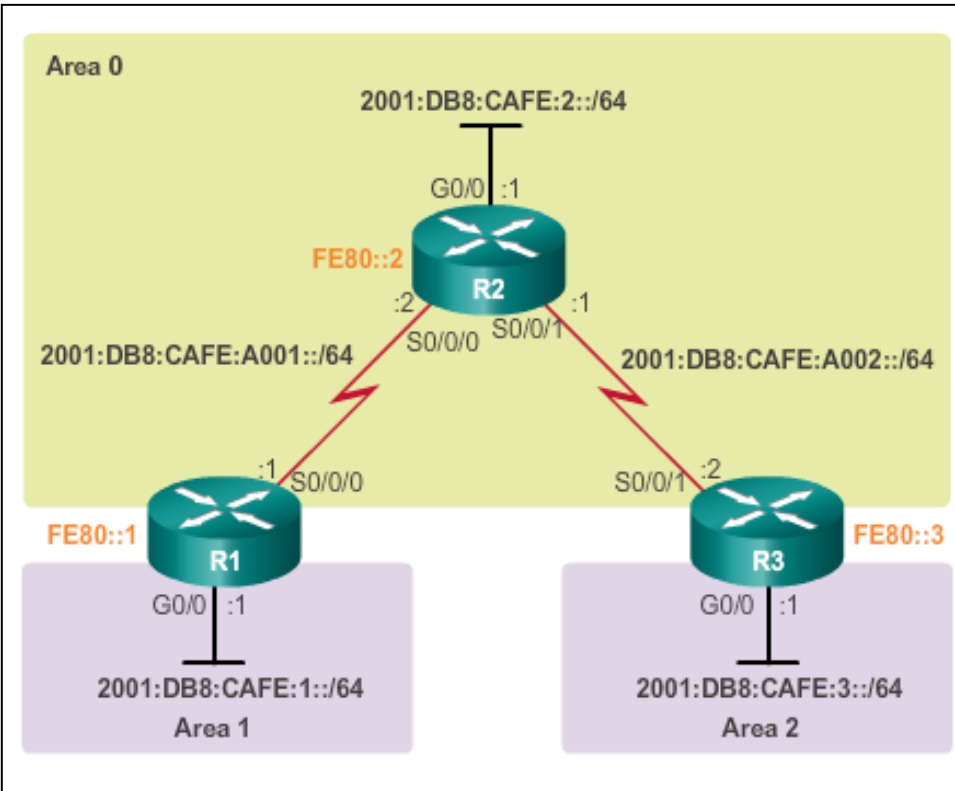 Area 0
2001:DB8:CAFE:2::/64
G0/0 :1
FE80::2
R2
:2 :1
S0/0/0 S0/0/1
2001:DB8:CAFE:A001::/64 2001:DB8:CAFE:A002::/64
:1 S0/0/0 S0/0/1 :2
FE80::1 FE80::3
R1 R3
G0/0 :1 G0/0 :1
2001:DB8:CAFE:1::/64 2001:DB8:CAFE:3::/64
Area 1 Area 2